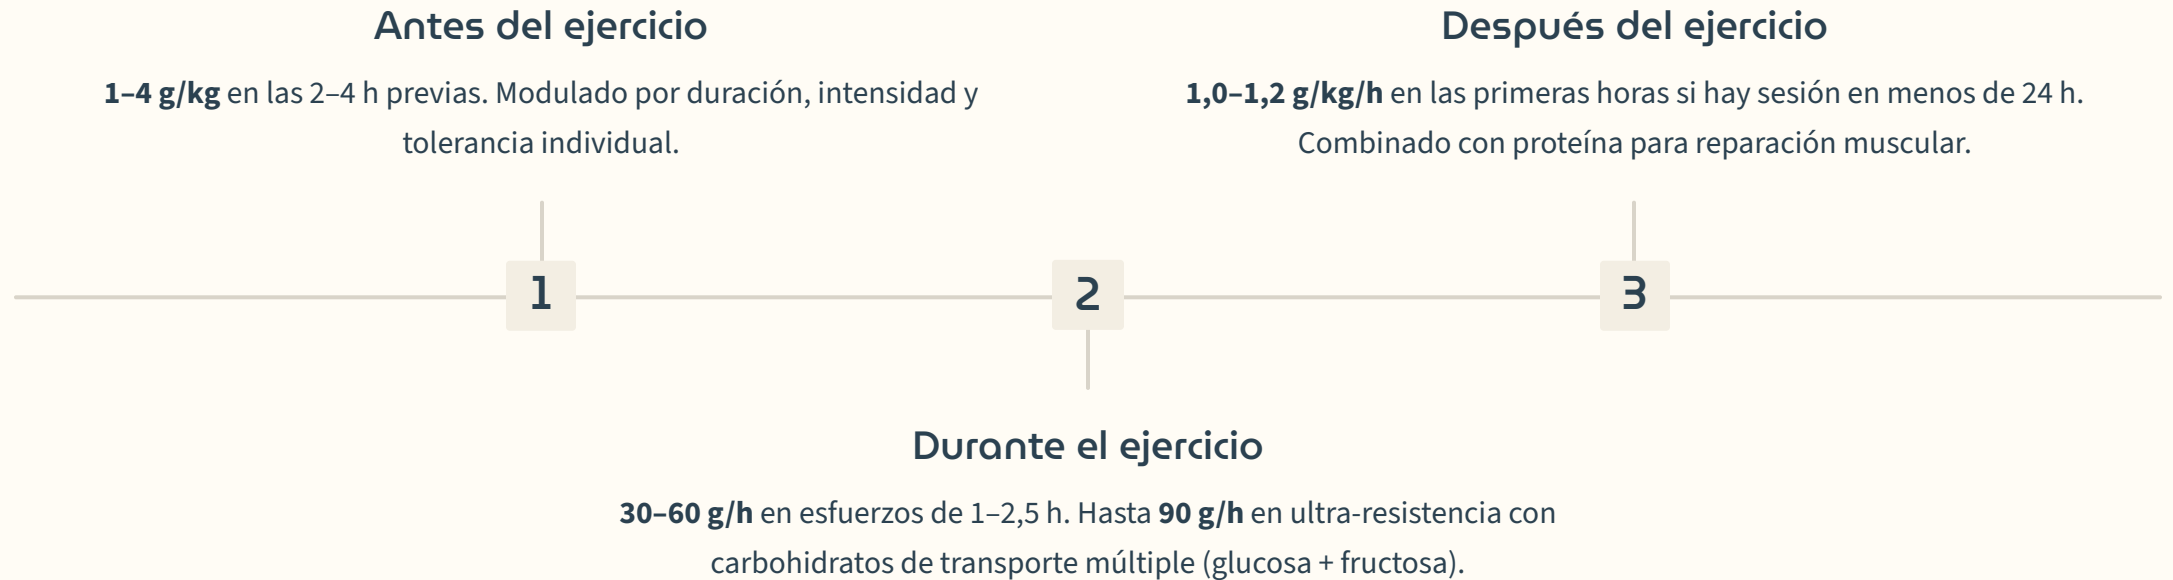 Antes del ejercicio
1–4 g/kg en las 2–4 h previas. Modulado por duración, intensidad y
tolerancia individual.
Después del ejercicio
1,0–1,2 g/kg/h en las primeras horas si hay sesión en menos de 24 h.
Combinado con proteína para reparación muscular.
1
2
3
Durante el ejercicio
30–60 g/h en esfuerzos de 1–2,5 h. Hasta 90 g/h en ultra-resistencia con
carbohidratos de transporte múltiple (glucosa + fructosa).